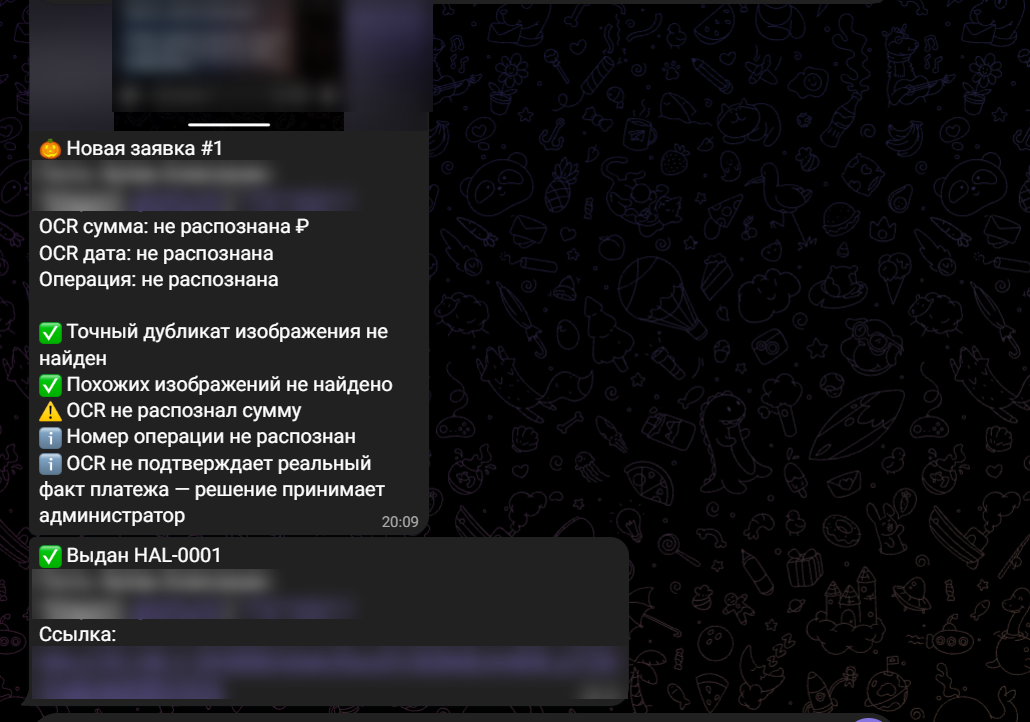 🎃 Новая заявка #1
OCR сумма: не распознана ₽
OCR дата: не распознана
Операция: не распознана
✅ Точный дубликат изображения не
найден
✅ Похожих изображений не найдено
⚠️ OCR не распознал сумму
ℹ️ Номер операции не распознан
ℹ️ OCR не подтверждает реальный
факт платежа — решение принимает
администратор
20:09
✅ Выдан HAL-0001
Ссылка: